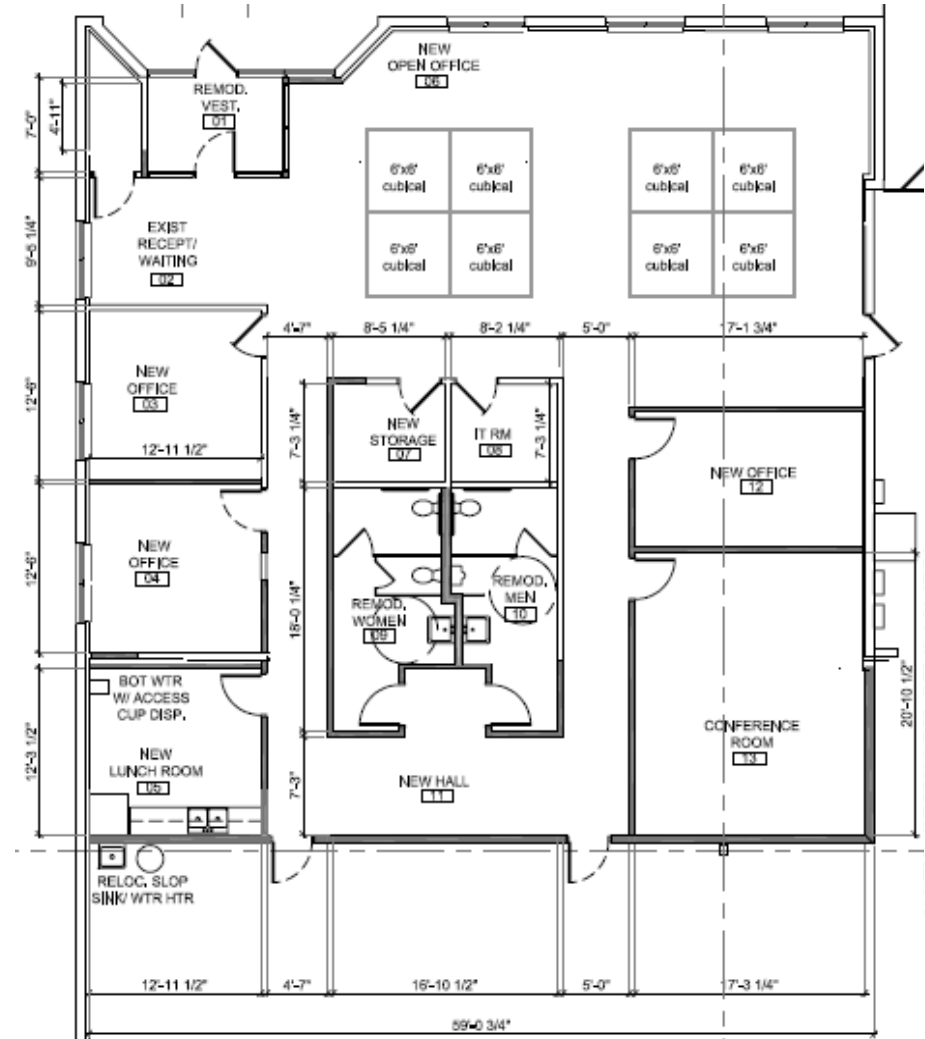 NEW
OPEN OFFICE
06
REMOD.
VEST.
01
7'-0"
4'-11"
6'x6'
cubical
6'x6'
cubical
6'x6'
cubical
6'x6'
cubical
6'x6'
cubical
6'x6'
cubical
6'x6'
cubical
6'x6'
cubical
EXIST
RECEPT/
WAITING
02
9'-5 1/4"
4'-7"
8'-5 1/4"
8'-2 1/4"
5'-0"
17'-1 3/4"
NEW
OFFICE
03
12'-6"
12'-11 1/2"
7'-3 1/4"
NEW
STORAGE
07
IT RM
08
7'-3 1/4"
NEW OFFICE
12
NEW
OFFICE
04
12'-6"
18'-0 1/4"
REMOD.
WOMEN
09
REMOD.
MEN
10
BOT WTR
W/ ACCESS
CUP DISP.
NEW
LUNCH ROOM
05
12'-3 1/2"
7'-3"
NEW HALL
11
CONFERENCE
ROOM
13
20'-10 1/2"
RELOC. SLOP
SINK/ WTR HTR
12'-11 1/2"
4'-7"
16'-10 1/2"
5'-0"
17'-3 1/4"
59'-0 3/4"